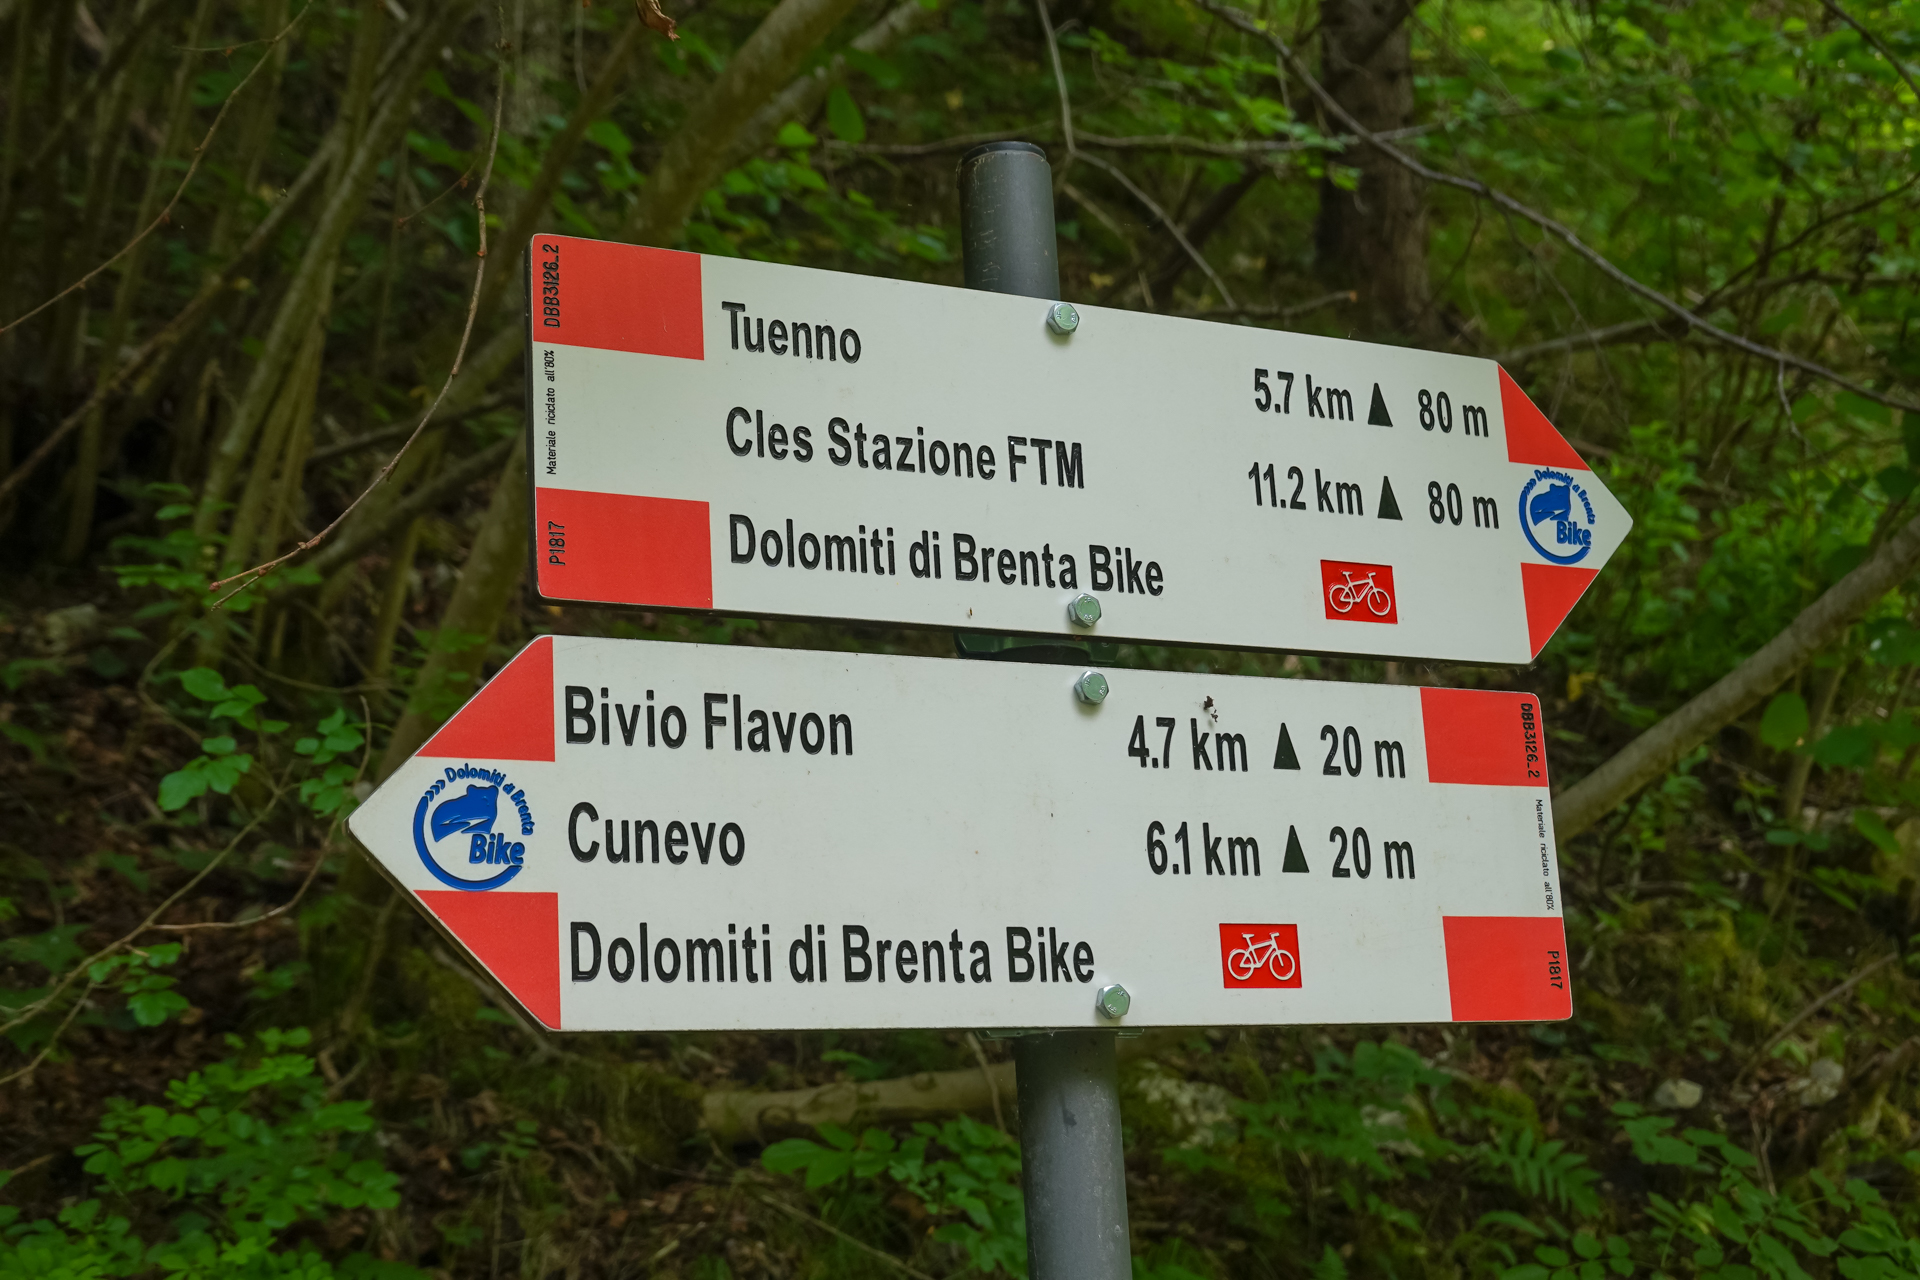 DBB3126_2
Materiale riciclato all'80%
P1817
Tuenno 5.7 km ▲ 80 m
Cles Stazione FTM 11.2 km ▲ 80 m
Dolomiti di Brenta Bike
Dolomiti di Brenta
Bike
Bivio Flavon 4.7 km ▲ 20 m
Cunevo 6.1 km ▲ 20 m
Dolomiti di Brenta Bike
Dolomiti di Brenta
Bike
DBB3126_2
Materiale riciclato all'80%
P1817